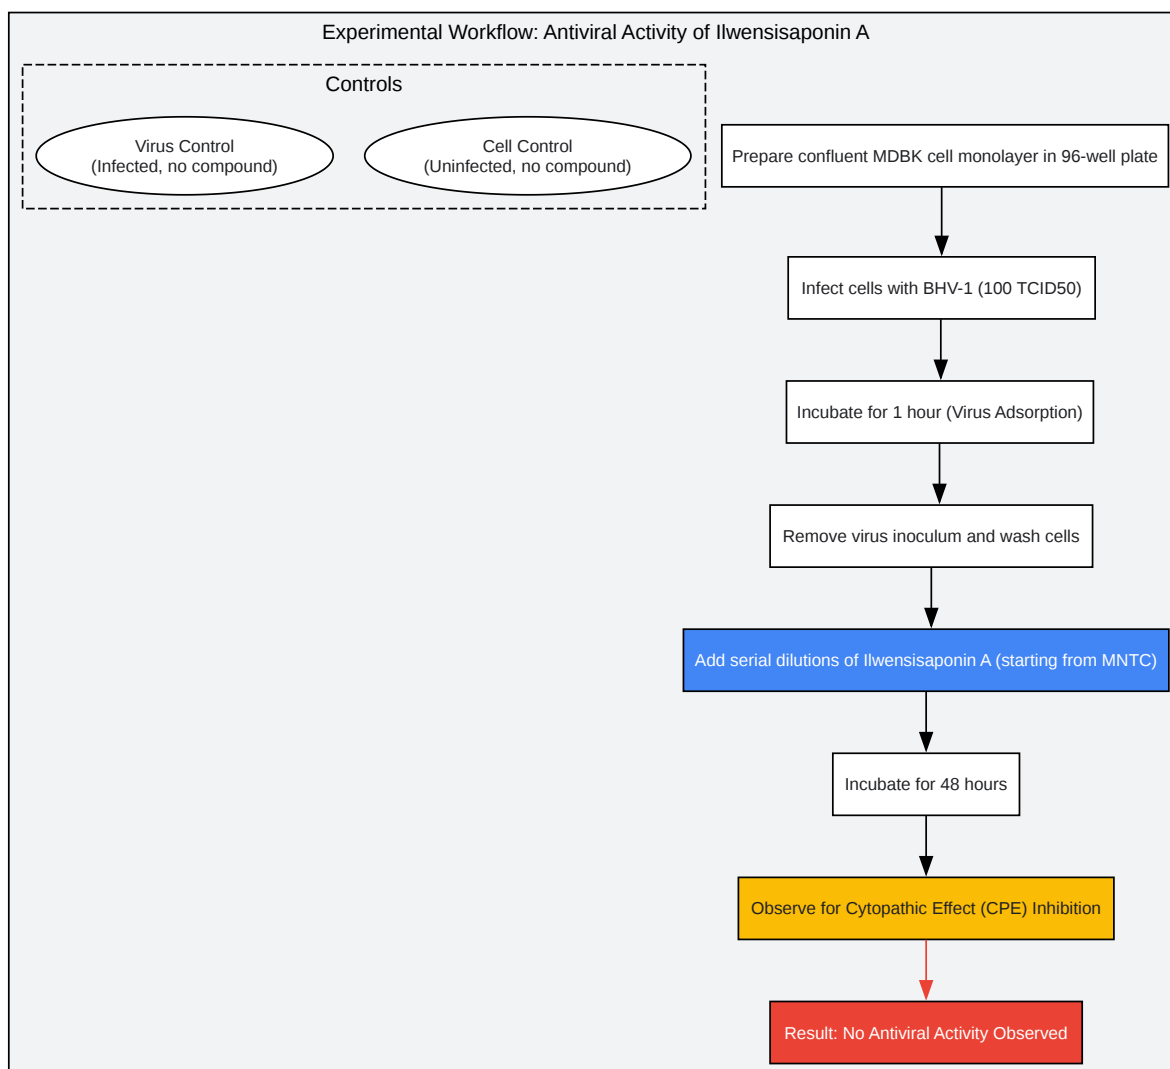 Experimental Workflow: Antiviral Activity of Ilwensisaponin A
Controls
Virus Control
(Infected, no compound)
Cell Control
(Uninfected, no compound)
Prepare confluent MDBK cell monolayer in 96-well plate
Infect cells with BHV-1 (100 TCID50)
Incubate for 1 hour (Virus Adsorption)
Remove virus inoculum and wash cells
Add serial dilutions of Ilwensisaponin A (starting from MNTC)
Incubate for 48 hours
Observe for Cytopathic Effect (CPE) Inhibition
Result: No Antiviral Activity Observed